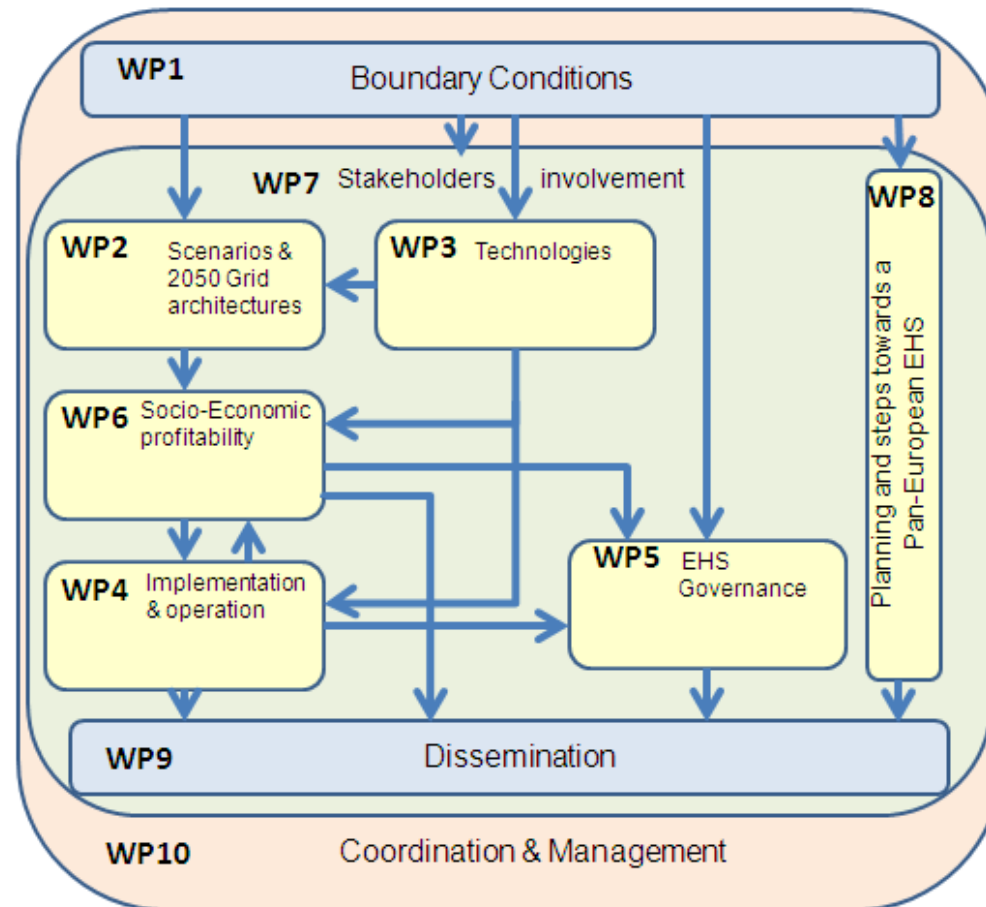 WP1
Boundary Conditions
WP7 Stakeholders involvement
WP8
Planning and steps towards a
Pan-European EHS
WP2
Scenarios &
2050 Grid
architectures
WP3 Technologies
WP6
Socio-Economic
profitability
WP4
Implementation
& operation
WP5
EHS
Governance
WP9
Dissemination
WP10
Coordination & Management